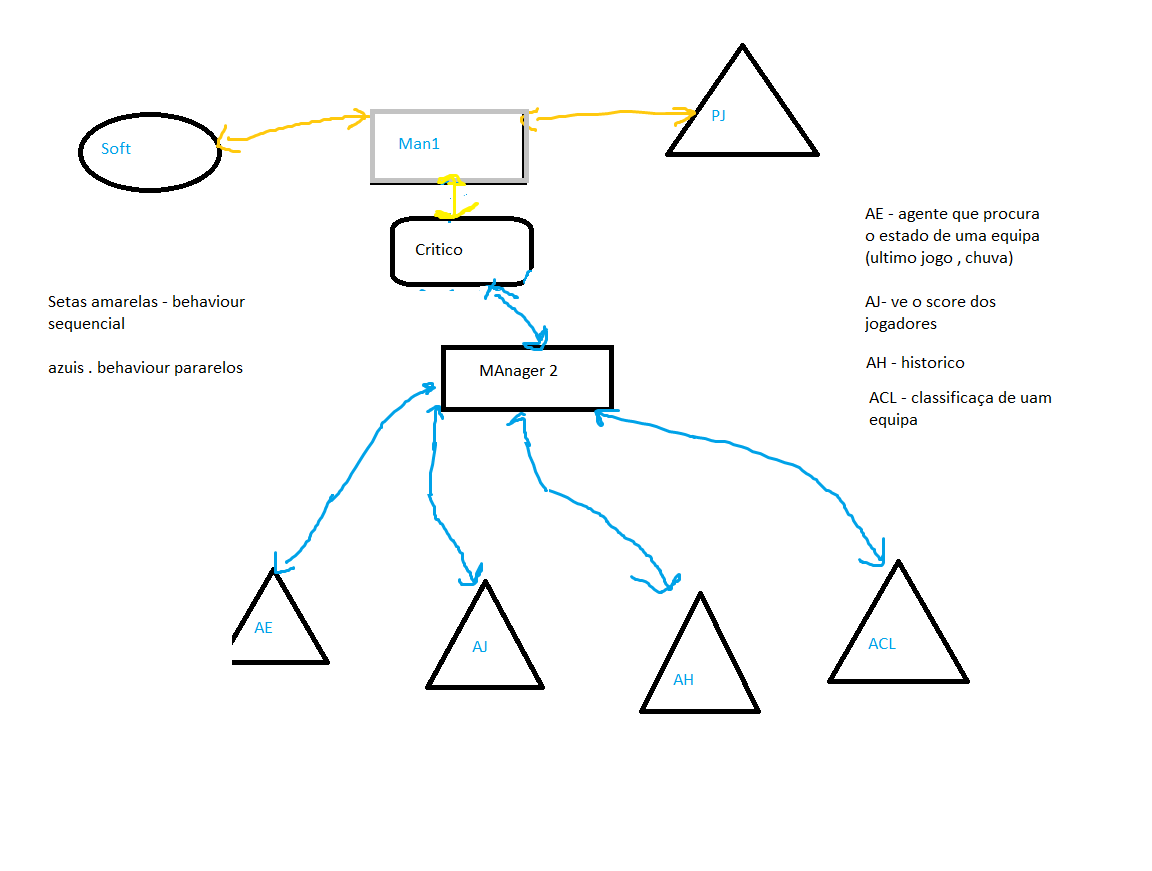 PJ
Soft
Man1
AE - agente que procura
o estado de uma equipa
(ultimo jogo , chuva)
Critico
Setas amarelas - behaviour
sequencial
AJ- ve o score dos
jogadores
azuis . behaviour pararelos
MAnager 2
AH - historico
ACL - classificaça de uam
equipa
AE
AJ
AH
ACL